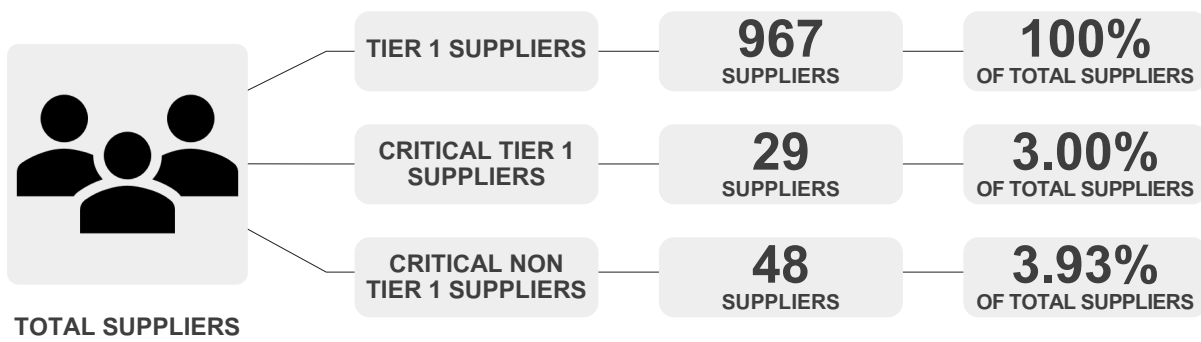 TIER 1 SUPPLIERS
967
SUPPLIERS
100%
OF TOTAL SUPPLIERS
CRITICAL TIER 1
SUPPLIERS
29
SUPPLIERS
3.00%
OF TOTAL SUPPLIERS
CRITICAL NON
TIER 1 SUPPLIERS
48
SUPPLIERS
3.93%
OF TOTAL SUPPLIERS
TOTAL SUPPLIERS